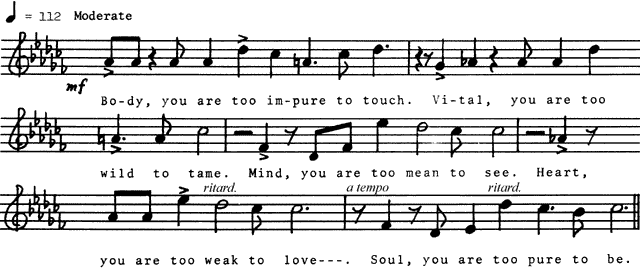 = 112 Moderate
mf
Bo-dy, you are too im-pure to touch. Vi-tal, you are too
wild to tame. Mind, you are too mean to see. Heart,
ritard. a tempo ritard.
you are too weak to love---. Soul, you are too pure to be.